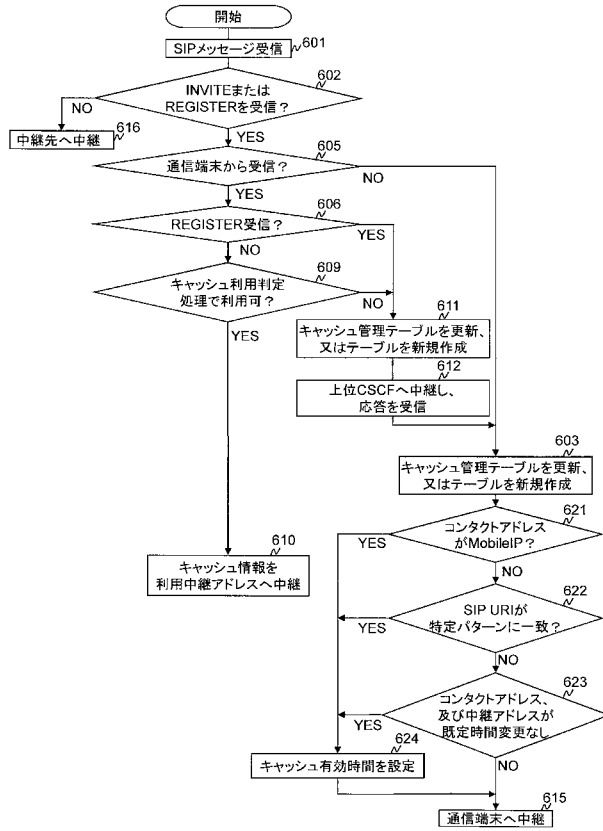 開始
SIPメッセージ受信
601
602
INVITEまたは
REGISTERを受信？
NO
616
中継先へ中継
YES
605
通信端末から受信？
NO
YES
606
REGISTER受信？
YES
NO
609
キャッシュ利用判定
処理で利用可？
NO
YES
611
キャッシュ管理テーブルを更新、
又はテーブルを新規作成
612
上位CSCFへ中継し、
応答を受信
603
キャッシュ管理テーブルを更新、
又はテーブルを新規作成
621
コンタクトアドレス
がMobileIP？
YES
NO
610
キャッシュ情報を
利用中継アドレスへ中継
622
SIP URIが
特定パターンに一致？
YES
NO
623
コンタクトアドレス、
及び中継アドレスが
既定時間変更なし
YES
NO
624
キャッシュ有効時間を設定
615
通信端末へ中継